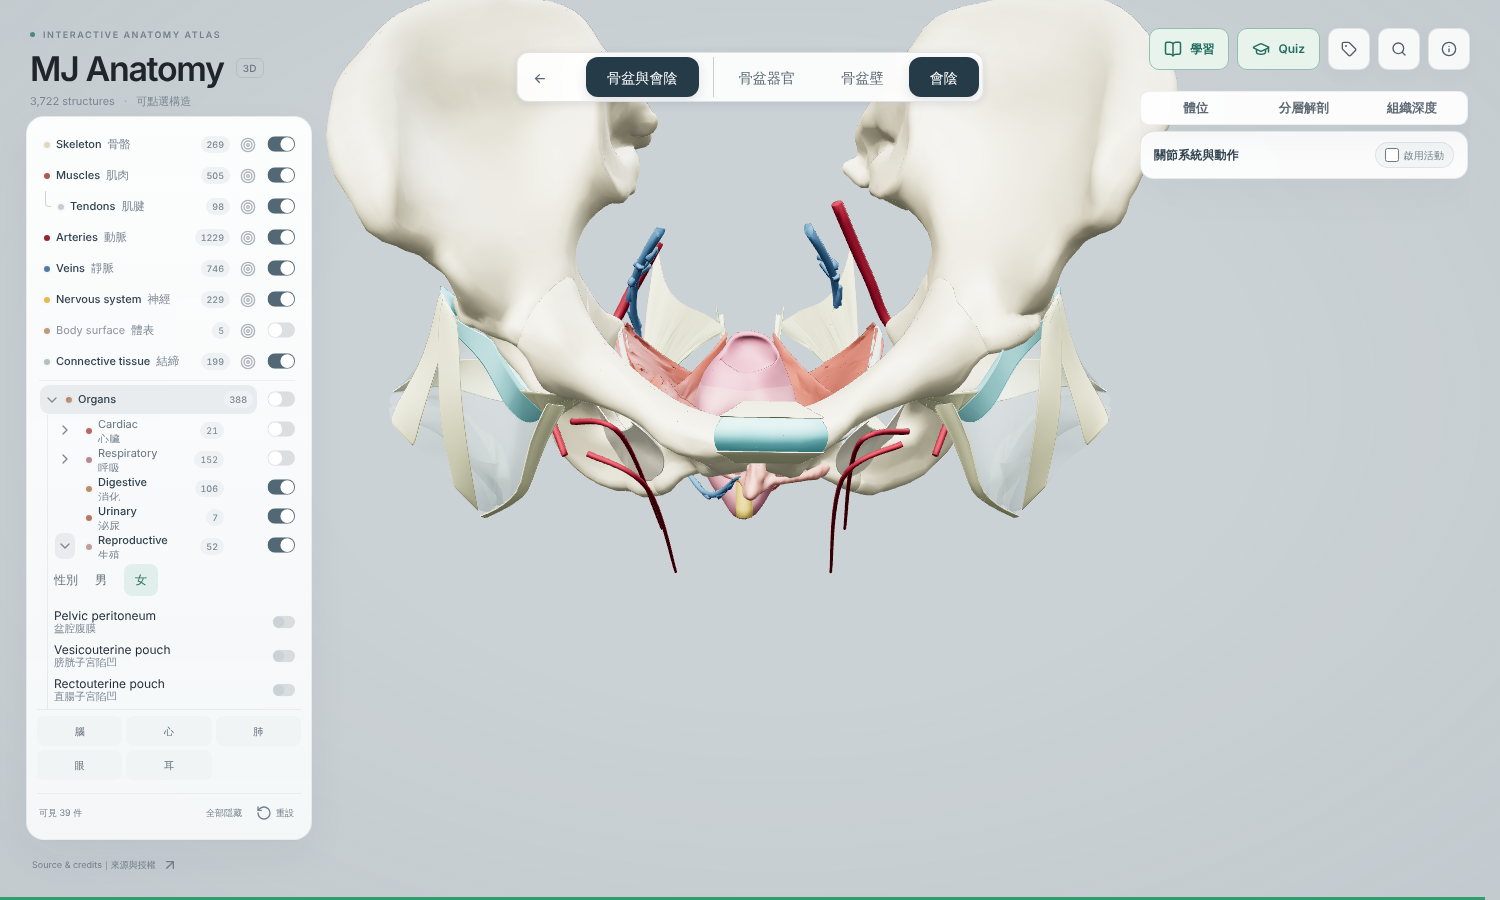 INTERACTIVE ANATOMY ATLAS
MJ Anatomy 3D
3,722 structures · 可點選構造
Skeleton 骨骼 269
Muscles 肌肉 505
Tendons 肌腱 98
Arteries 動脈 1229
Veins 靜脈 746
Nervous system 神經 229
Body surface 體表 5
Connective tissue 結締 199
Organs 388
Cardiac 21
心臟
Respiratory 152
呼吸
Digestive 106
消化
Urinary 7
泌尿
Reproductive 52
生殖
性別 男 女
Pelvic peritoneum
盆腔腹膜
Vesicouterine pouch
膀胱子宮陷凹
Rectouterine pouch
直腸子宮陷凹
腦 心 肺
眼 耳
可見 39 件 全部隱藏 重設
Source & credits | 來源與授權
← 骨盆與會陰 骨盆器官 骨盆壁 會陰
學習 Quiz
體位 分層解剖 組織深度
關節系統與動作 啟用活動